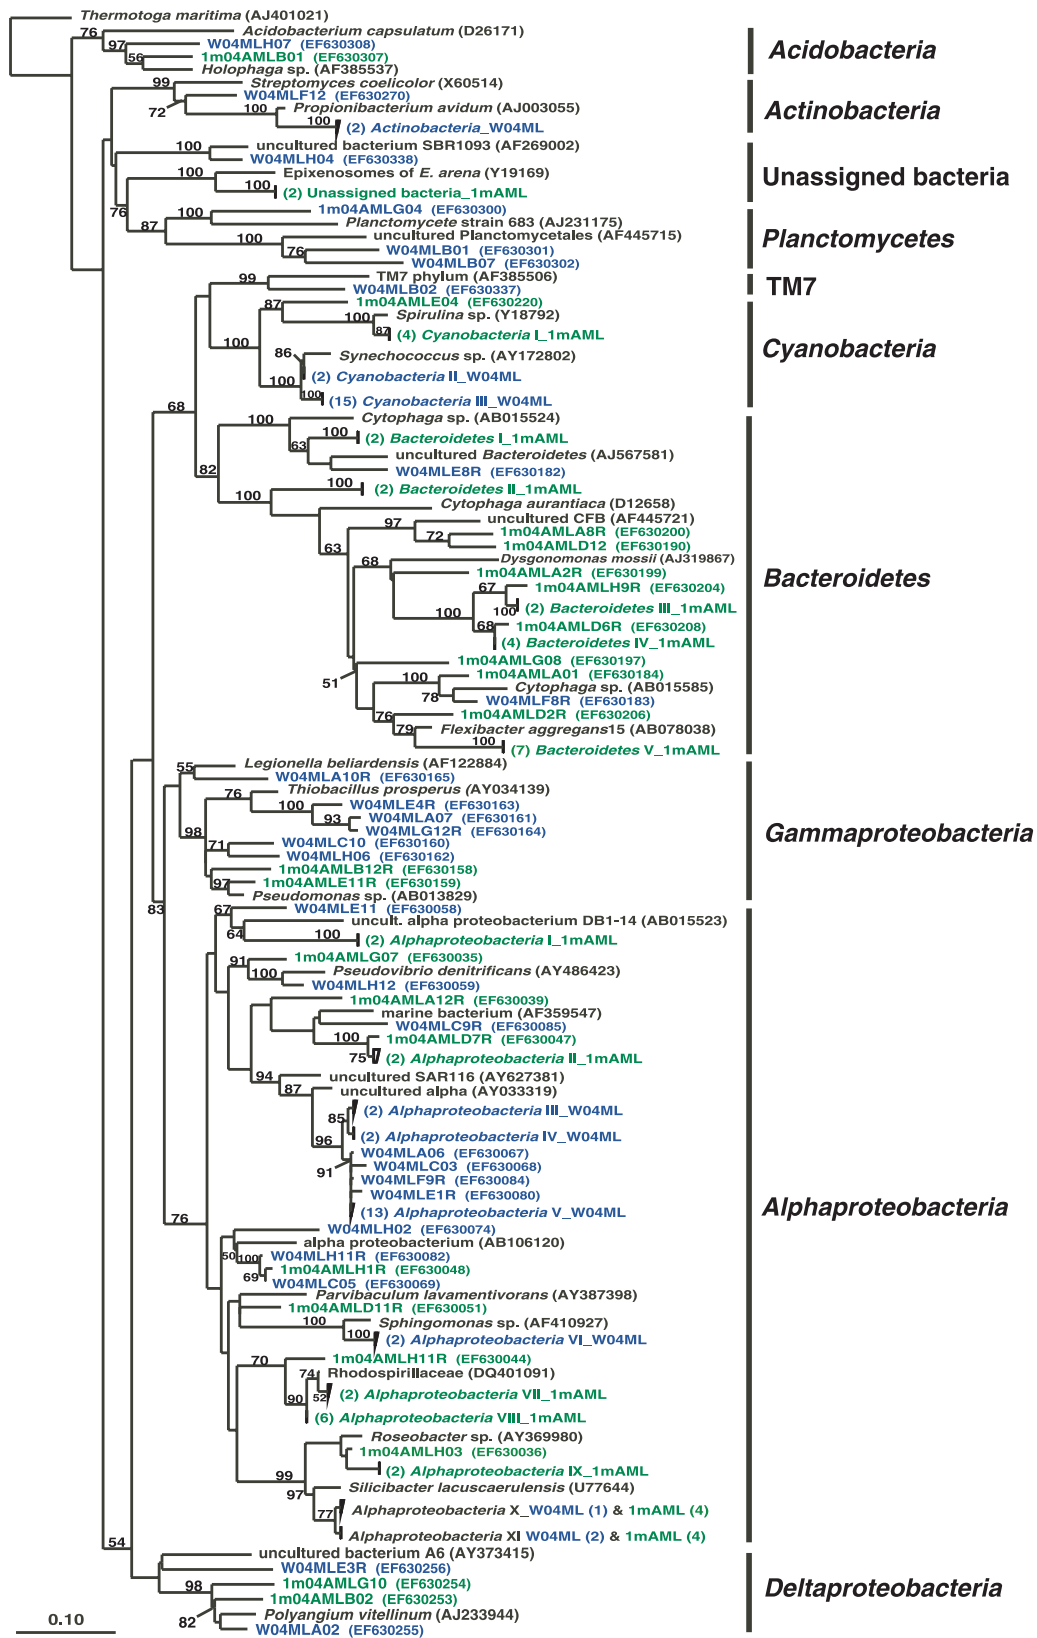 Thermotoga maritima (AJ401021)
76 Acidobacterium capsulatum (D26171)
97 W04MLH07 (EF630308)
Acidobacteria
56 1m04AMLB01 (EF630307)
Holophaga sp. (AF385537)
99 Streptomyces coelicolor (X60514)
72 W04MLF12 (EF630270)
100 Propionibacterium avidum (AJ003055)
Actinobacteria
100 (2) Actinobacteria_W04ML
100 uncultured bacterium SBR1093 (AF269002)
W04MLH04 (EF630338)
100 Epixenosmes of E. arena (Y19169)
Unassigned bacteria
100 (2) Unassigned bacteria_1mAML
76
100 1m04AMLG04 (EF630300)
87 Planctomycete strain 683 (AJ231175)
100 uncultured Planctomycetales (AF445715)
Planctomycetes
76 W04MLB01 (EF630301)
W04MLB07 (EF630302)
99 TM7 phylum (AF385506)
TM7
W04MLB02 (EF630337)
87 1m04AMLE04 (EF630220)
100 Spirulina sp. (Y18792)
87 (4) Cyanobacteria I_1mAML
100
Cyanobacteria
86 Synechococcus sp. (AY172802)
(2) Cyanobacteria II_W04ML
100
100 (15) Cyanobacteria III_W04ML
68
100 Cytophaga sp. (AB015524)
100 (2) Bacteroidetes I_1mAML
63 uncultured Bacteroidetes (AJ567581)
82 W04MLE8R (EF630182)
100 100 (2) Bacteroidetes II_1mAML
Cytophaga aurantiaca (D12658)
97 uncultured CFB (AF445721)
72 1m04AMLA8R (EF630200)
63 1m04AMLD12 (EF630190)
68 Dysgonomonas mossii (AJ319867)
1m04AMLA2R (EF630199)
Bacteroidetes
67 1m04AMLH9R (EF630204)
100 100 (2) Bacteroidetes III_1mAML
68 1m04AMLD6R (EF630208)
(4) Bacteroidetes IV_1mAML
51 1m04AMLG08 (EF630197)
100 1m04AMLA01 (EF630184)
Cytophaga sp. (AB015585)
78 W04MLF8R (EF630183)
76 1m04AMLD2R (EF630206)
79 Flexibacter aggregans15 (AB078038)
100 (7) Bacteroidetes V_1mAML
Legionella beliardensis (AF122884)
55 W04MLA10R (EF630165)
76 Thiobacillus prosperus (AY034139)
100 W04MLE4R (EF630163)
93 W04MLA07 (EF630161)
98 W04MLG12R (EF630164)
Gammaproteobacteria
71 W04MLC10 (EF630160)
W04MLH06 (EF630162)
1m04AMLB12R (EF630158)
97 1m04AMLE11R (EF630159)
Pseudomonas sp. (AB013829)
83
67 W04MLE11 (EF630058)
uncult. alpha proteobacterium DB1-14 (AB015523)
64 100 (2) Alphaproteobacteria I_1mAML
91 1m04AMLG07 (EF630035)
100 Pseudovibrio denitrificans (AY486423)
W04MLH12 (EF630059)
1m04AMLA12R (EF630039)
marine bacterium (AF359547)
W04MLC9R (EF630085)
100 1m04AMLD7R (EF630047)
75 (2) Alphaproteobacteria II_1mAML
94 uncultured SAR116 (AY627381)
87 uncultured alpha (AY033319)
(2) Alphaproteobacteria III_W04ML
85
96 (2) Alphaproteobacteria IV_W04ML
W04MLA06 (EF630067)
91 W04MLC03 (EF630068)
W04MLF9R (EF630084)
W04MLE1R (EF630080)
Alphaproteobacteria
(13) Alphaproteobacteria V_W04ML
76
W04MLH02 (EF630074)
alpha proteobacterium (AB106120)
50 100 W04MLH11R (EF630082)
69 1m04AMLH1R (EF630048)
W04MLC05 (EF630069)
Parvibaculum lavamentivorans (AY387398)
1m04AMLD11R (EF630051)
100 Sphingomonas sp. (AF410927)
100 (2) Alphaproteobacteria VI_W04ML
70 1m04AMLH11R (EF630044)
74 Rhodospirillaceae (DQ401091)
90 52 (2) Alphaproteobacteria VII_1mAML
(6) Alphaproteobacteria VIII_1mAML
Roseobacter sp. (AY369980)
1m04AMLH03 (EF630036)
99 (2) Alphaproteobacteria IX_1mAML
97 Silicibacter lacuscaerulensis (U77644)
77 Alphaproteobacteria X_W04ML (1) & 1mAML (4)
Alphaproteobacteria XI W04ML (2) & 1mAML (4)
54
uncultured bacterium A6 (AY373415)
W04MLE3R (EF630256)
98 1m04AMLG10 (EF630254)
Deltaproteobacteria
1m04AMLB02 (EF630253)
82 Polyangium vitellinum (AJ233944)
W04MLA02 (EF630255)
0.10